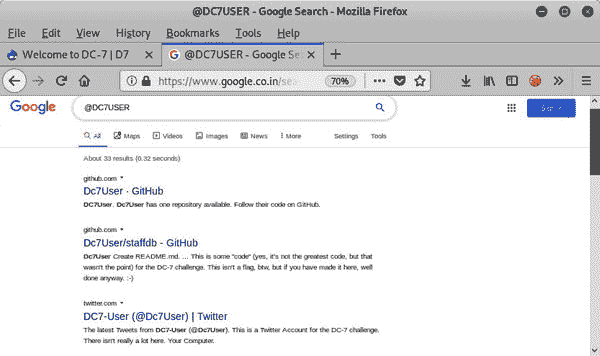 @DC7USER - Google Search - Mozilla Firefox
File Edit View History Bookmarks Tools Help
Welcome to DC-7 | D7
@DC7USER - Google Sea
https://www.google.co.in/sea
70%
Google
@DC7USER
All Maps Videos Images News More Settings Tools
About 33 results (0.32 seconds)
github.com
Dc7User · GitHub
DC7User. Dc7User has one repository available. Follow their code on GitHub.
github.com
Dc7User/staffdb - GitHub
Dc7User Create README.md. ... This is some "code" (yes, it's not the greatest code, but that
wasn't the point) for the DC-7 challenge. This isn't a flag, btw, but if you have made it here, well
done anyway. :-)
twitter.com
DC7-User (@Dc7User) | Twitter
The latest Tweets from DC7-User (@Dc7User). This is a Twitter Account for the DC-7 challenge.
There isn't really a lot here. Your Computer.